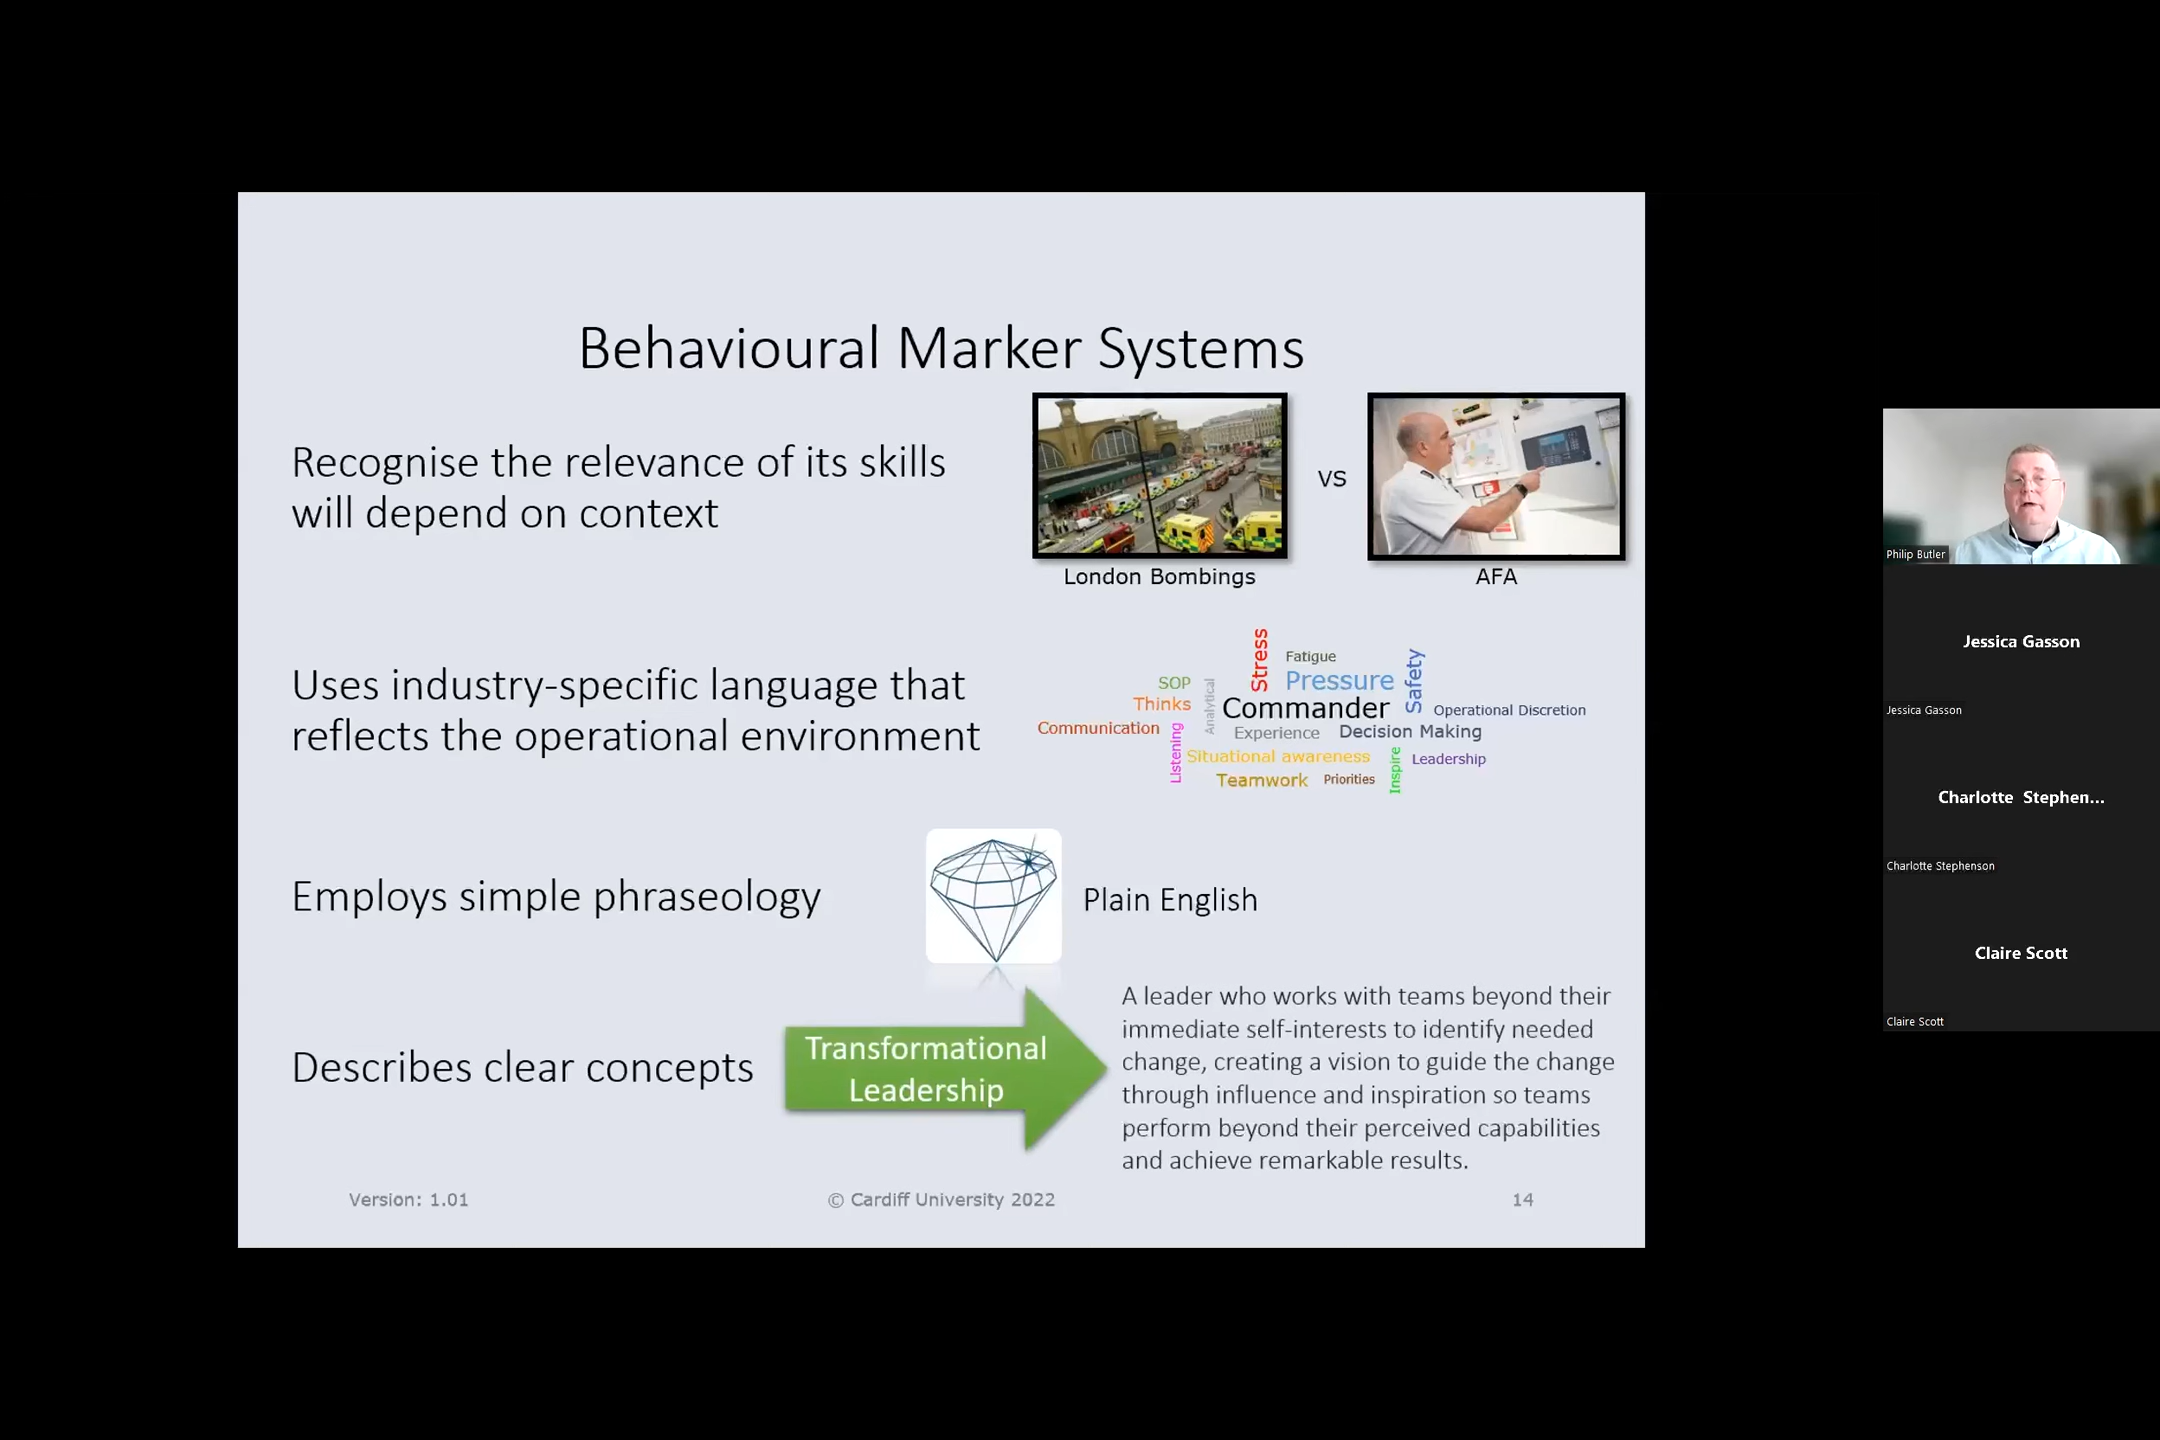 Behavioural Marker Systems
Recognise the relevance of its skills
will depend on context
vs
London Bombings
AFA
Uses industry-specific language that
reflects the operational environment
Stress
Fatigue
Safety
SOP
Analytical
Pressure
Thinks
Commander
Operational Discretion
Communication
Listening
Experience
Decision Making
Situational awareness
Inspire
Leadership
Teamwork
Priorities
Employs simple phraseology
Plain English
Describes clear concepts
Transformational
Leadership
A leader who works with teams beyond their
immediate self-interests to identify needed
change, creating a vision to guide the change
through influence and inspiration so teams
perform beyond their perceived capabilities
and achieve remarkable results.
Version: 1.01
© Cardiff University 2022
14
Philip Butler
Jessica Gasson
Jessica Gasson
Charlotte Stephen...
Charlotte Stephenson
Claire Scott
Claire Scott